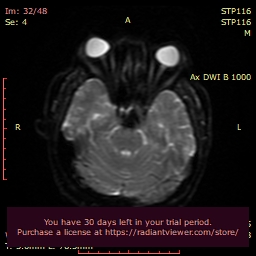 Im: 32/48
Se: 4
STP116
STP116
M
A
Ax DWI B 1000
R
L
You have 30 days left in your trial period.
Purchase a license at https://radiantviewer.com/store/